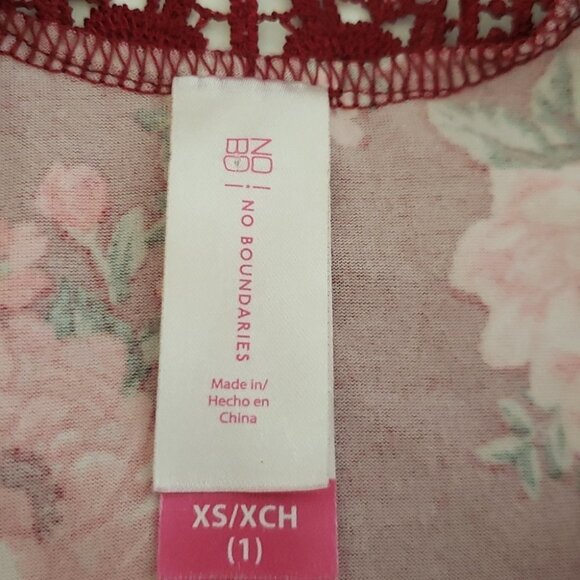 NO
BO
NO BOUNDARIES
Made in/
Hecho en
China
XS/XCH
(1)